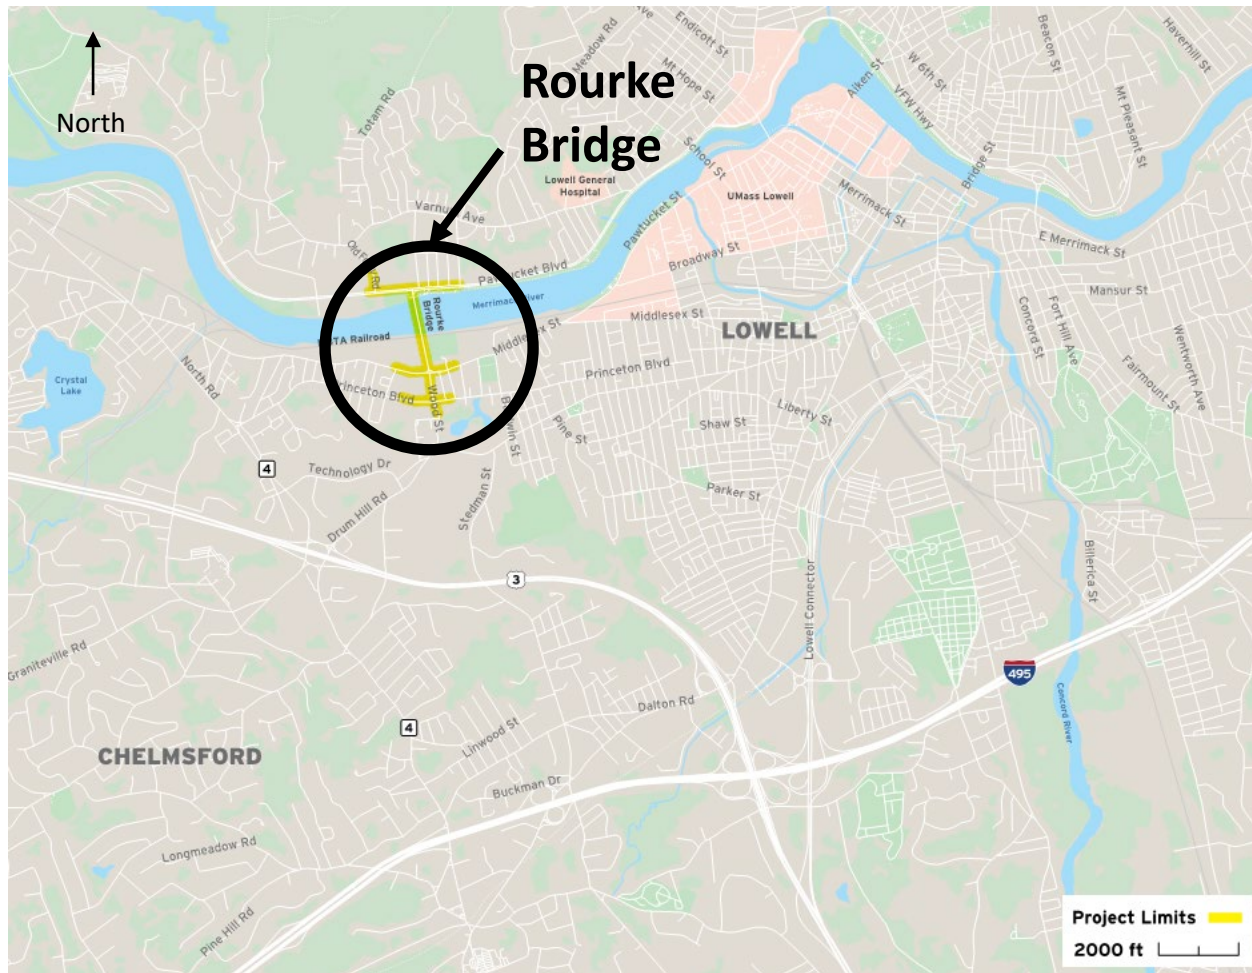 North
Rourke
Bridge
Meadow Rd
Endicott St
Mt Hope St
Aiken St
W 6th St
VFW Hwy
Beacon St
Haverhill St
Mt Pleasant St
Bridge St
Totam Rd
School St
Lowell General
Hospital
UMass Lowell
Merrimack St
Varnum Ave
Pawtucket St
Broadway St
E Merrimack St
Pawtucket Blvd
Mansur St
Merrimack River
Rourke
Bridge
Middlesex St
Middlesex St
LOWELL
Concord St
Fort Hill Ave
Wentworth Ave
Fairmount St
North Rd
Crystal
Lake
Princeton Blvd
Princeton Blvd
Wood St
Pine St
Shaw St
Liberty St
4
Technology Dr
Drum Hill Rd
Stedman St
Parker St
3
Lowell Connector
Billerica St
Graniteville Rd
495
Concord River
Dalton Rd
4
Linwood St
CHELMSFORD
Buckman Dr
Longmeadow Rd
Pine Hill Rd
Project Limits
2000 ft